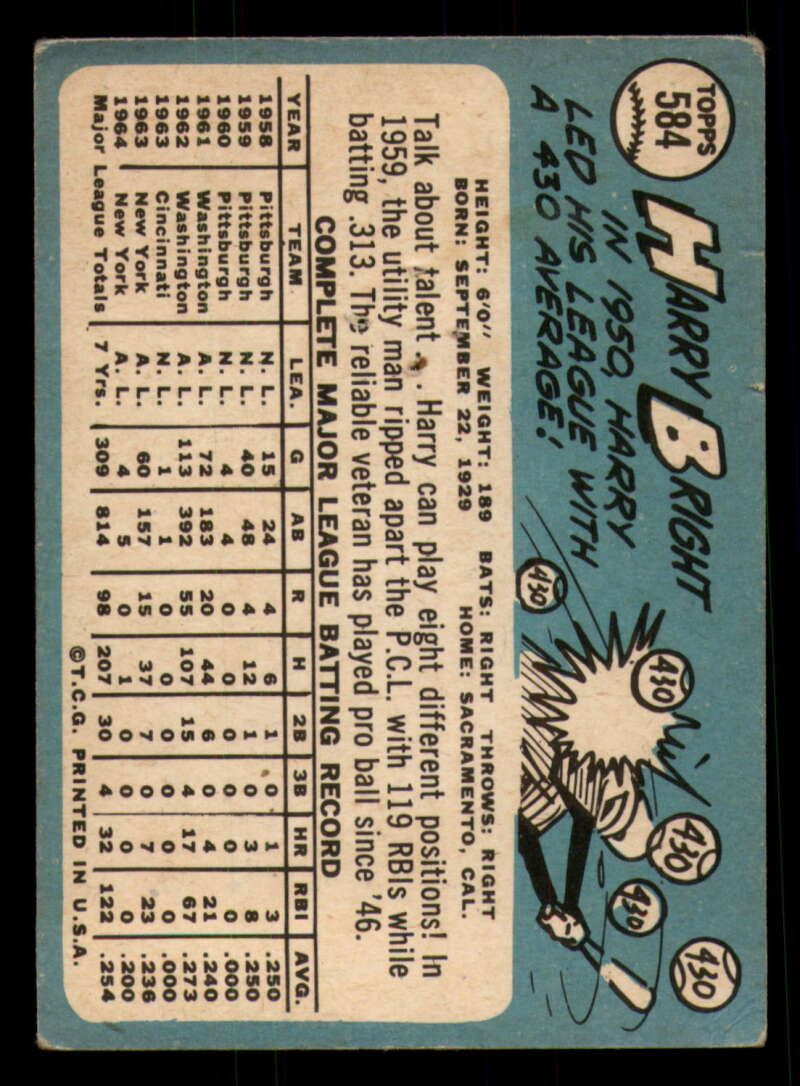 TOPPS
584
HARRY BRIGHT
IN 1950, HARRY
LED HIS LEAGUE WITH
A 430 AVERAGE!
430
430
430
430
430
HEIGHT: 6'0" WEIGHT: 189 BATS: RIGHT THROWS: RIGHT
BORN: SEPTEMBER 22, 1929 HOME: SACRAMENTO, CAL.
Talk about talent . . Harry can play eight different positions! In
1959, the utility man ripped apart the P.C.L. with 119 RBIs while
batting .313. The reliable veteran has played pro ball since '46.
COMPLETE MAJOR LEAGUE BATTING RECORD
YEAR TEAM LEA. G AB R H 2B 3B HR RBI AVG.
1958 Pittsburgh N. L. 15 24 4 6 1 0 1 3 .250
1959 Pittsburgh N. L. 40 48 4 12 1 0 3 8 .250
1960 Pittsburgh N. L. 4 4 0 0 0 0 0 0 .000
1961 Washington A. L. 72 183 20 44 6 0 4 21 .240
1962 Washington A. L. 113 392 55 107 15 4 17 67 .273
1963 Cincinnati N. L. 1 1 0 0 0 0 0 0 .000
1963 New York A. L. 60 157 15 37 7 0 7 23 .236
1964 New York A. L. 4 5 0 1 0 0 0 0 .200
Major League Totals 7 Yrs. 309 814 98 207 30 4 32 122 .254
©T.C.G. PRINTED IN U.S.A.